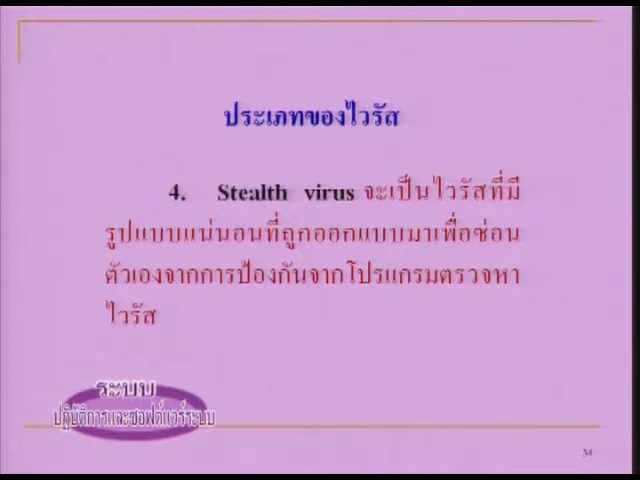 ประเภทของไวรัส
4. Stealth virus จะเป็นไวรัสที่มี
รูปแบบแน่นอนที่ถูกออกแบบมาเพื่อซ่อน
ตัวเองจากการป้องกันจากโปรแกรมตรวจหา
ไวรัส
ระบบ
ปฏิบัติการและซอฟต์แวร์ระบบ
34